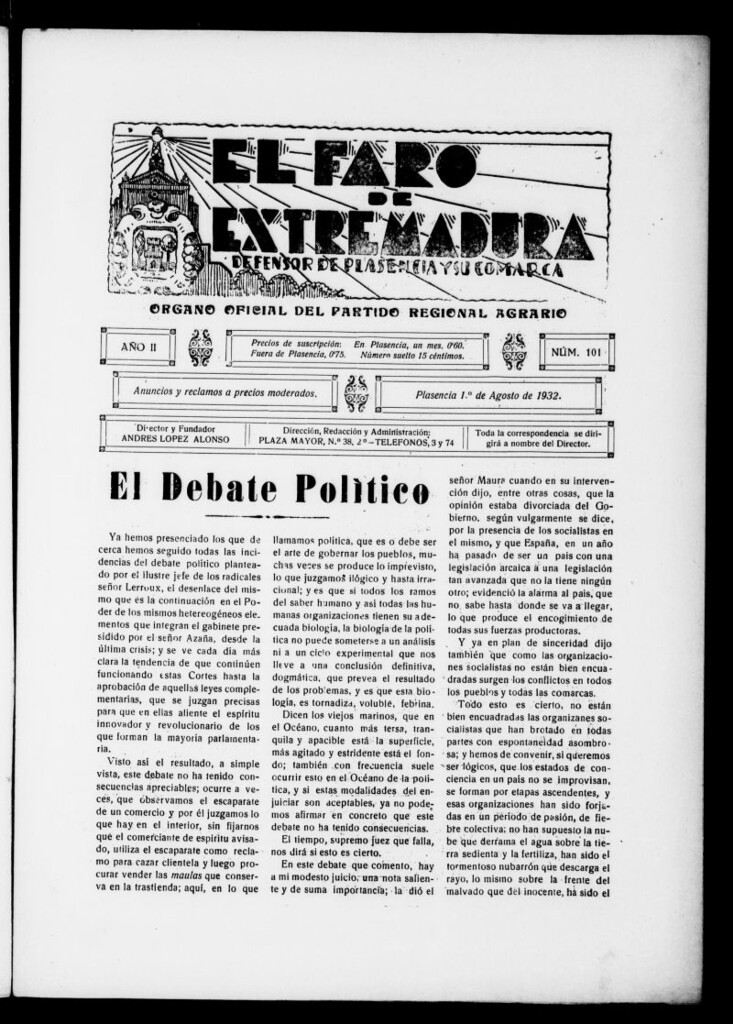 EL FARO
DE
EXTREMADURA
DEFENSOR DE PLASENCIA Y SU COMARCA
ORGANO OFICIAL DEL PARTIDO REGIONAL AGRARIO
AÑO II
Precios de suscripción: En Plasencia, un mes, 0'60.
Fuera de Plasencia, 0'75. Número suelto 15 céntimos.
NÚM. 101
Anuncios y reclamos a precios moderados.
Plasencia 1.º de Agosto de 1932.
Director y Fundador
ANDRES LOPEZ ALONSO
Dirección, Redacción y Administración:
PLAZA MAYOR, N.º 38, 2.º—TELEFONOS, 3 y 74
Toda la correspondencia se diri-
girá a nombre del Director.
El Debate Político
Ya hemos presenciado los que de
cerca hemos seguido todas las inci-
dencias del debate político plantea-
do por el ilustre jefe de los radicales
señor Lerroux, el desenlace del mis-
mo que es la continuación en el Po-
der de los mismos heterogéneos ele-
mentos que integran el gabinete pre-
sidido por el señor Azaña, desde la
última crisis; y se ve cada día más
clara la tendencia de que continúen
funcionando estas Cortes hasta la
aprobación de aquellas leyes comple-
mentarias, que se juzgan precisas
para que en ellas aliente el espíritu
innovador y revolucionario de los
que forman la mayoría parlamenta-
ria.
Visto así el resultado, a simple
vista, este debate no ha tenido con-
secuencias apreciables; ocurre a ve-
ces, que observamos el escaparate
de un comercio y por él juzgamos lo
que hay en el interior, sin fijarnos
que el comerciante de espíritu avisa-
do, utiliza el escaparate como recla-
mo para cazar clientela y luego pro-
curar vender las maulas que conser-
va en la trastienda; aquí, en lo que
llamamos política, que es o debe ser
el arte de gobernar los pueblos, mu-
chas veces se produce lo imprevisto,
lo que juzgamos ilógico y hasta irra-
cional; y es que si todos los ramos
del saber humano y así todas las hu-
manas organizaciones tienen su ade-
cuada biología, la biología de la polí-
tica no puede someterse a un análisis
ni a un ciclo experimental que nos
lleve a una conclusión definitiva,
dogmática, que prevea el resultado
de los problemas, y es que esta bio-
logía, es tornadiza, voluble, febrina.
Dicen los viejos marinos, que en
el Océano, cuanto más tersa, tran-
quila y apacible está la superficie,
más agitado y estridente está el fon-
do; también con frecuencia suele
ocurrir esto en el Océano de la polí-
tica, y si estas modalidades del en-
juiciar son aceptables, ya no pode-
mos afirmar en concreto que este
debate no ha tenido consecuencias.
El tiempo, supremo juez que falla,
nos dirá si esto es cierto.
En este debate que comento, hay
a mi modesto juicio, una nota salien-
te y de suma importancia; la dió el
señor Maura cuando en su interven-
ción dijo, entre otras cosas, que la
opinión estaba divorciada del Go-
bierno, según vulgarmente se dice,
por la presencia de los socialistas en
el mismo, y que España, en un año
ha pasado de ser un país con una
legislación arcaica a una legislación
tan avanzada que no la tiene ningún
otro; evidenció la alarma al país, que
no sabe hasta donde se va a llegar,
lo que produce el encogimiento de
todas sus fuerzas productoras.
Y ya en plan de sinceridad dijo
también que como las organizacio-
nes socialistas no están bien encua-
dradas surgen los conflictos en todos
los pueblos y todas las comarcas.
Todo esto es cierto, no están
bien encuadradas las organizanes so-
cialistas que han brotado en todas
partes con espontaneidad asombro-
sa; y hemos de convenir, si queremos
ser lógicos, que los estados de con-
ciencia en un país no se improvisan,
se forman por etapas ascendentes, y
esas organizaciones han sido forja-
das en un período de pasión, de fie-
bre colectiva; no han supuesto la nu-
be que derrama el agua sobre la tie-
rra sedienta y la fertiliza, han sido el
tormentoso nubarrón que descarga el
rayo, lo mismo sobre la frente del
malvado que del inocente, ha sido el